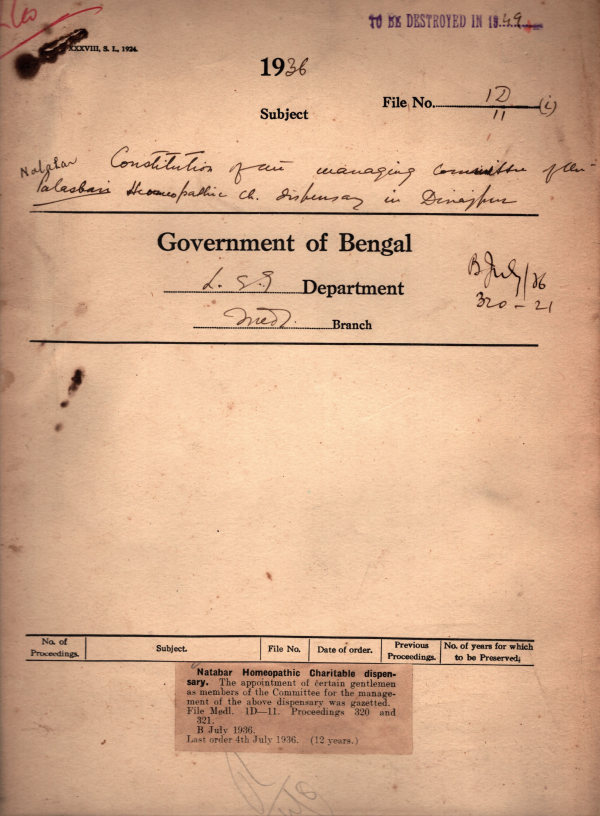 TO BE DESTROYED IN 1949
XXXVIII, S. L., 1924.
1936
Subject
File No. 1D/11 (i)
Natabar Constitution of managing committee of the
Palasbari Homeopathic Ch. dispensary in Dinajpur
Government of Bengal
L. S. G Department
Medl. Branch
B July/36
320-21
No. of Proceedings. Subject. File No. Date of order. Previous Proceedings. No. of years for which to be Preserved.
Natabar Homeopathic Charitable dispen-
sary. The appointment of certain gentlemen
as members of the Committee for the manage-
ment of the above dispensary was gazetted.
File Medl. 1D—11. Proceedings 320 and
321.
B July 1936.
Last order 4th July 1936. (12 years.)